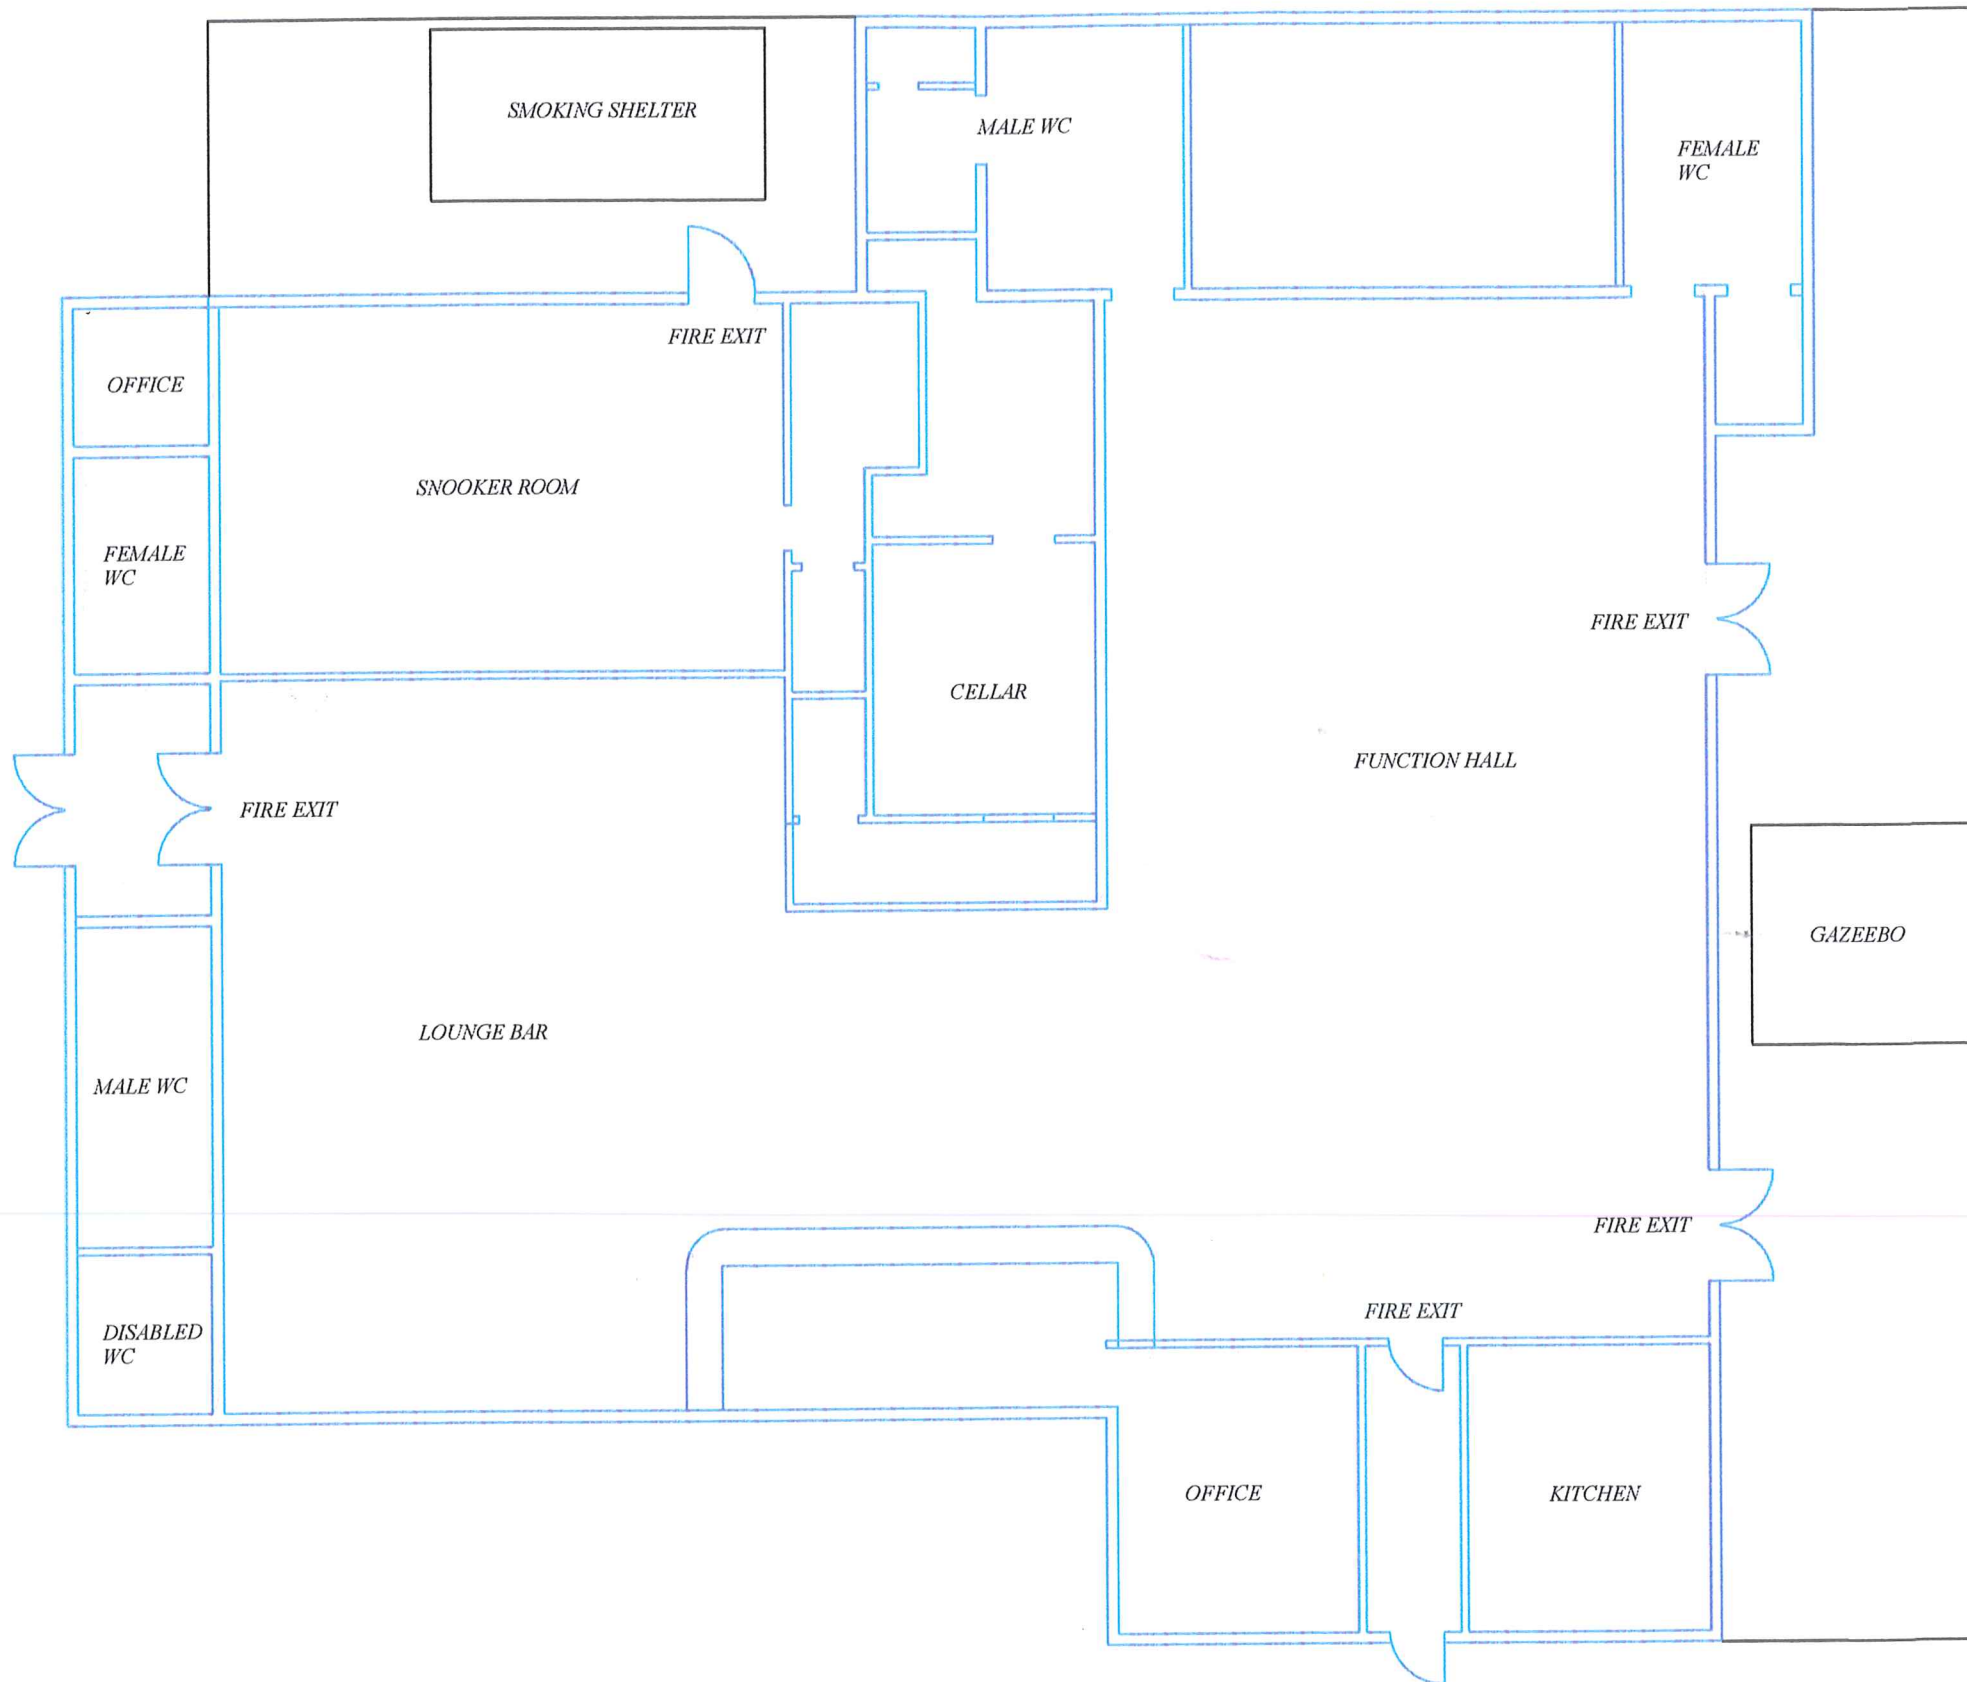 SMOKING SHELTER
MALE WC
FEMALE
WC
FIRE EXIT
OFFICE
SNOOKER ROOM
FEMALE
WC
FIRE EXIT
CELLAR
FUNCTION HALL
FIRE EXIT
GAZEEBO
LOUNGE BAR
MALE WC
FIRE EXIT
FIRE EXIT
DISABLED
WC
OFFICE
KITCHEN